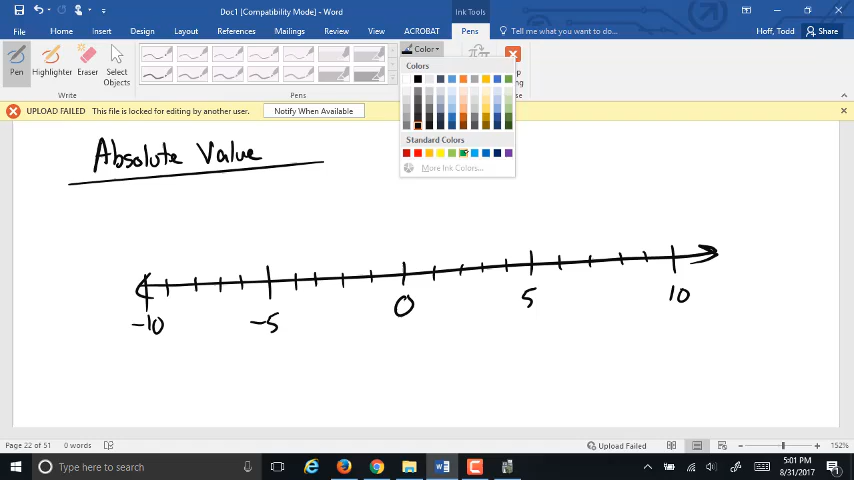 Doc1 [Compatibility Mode] - Word
Ink Tools
File
Home
Insert
Design
Layout
References
Mailings
Review
View
ACROBAT
Pens
Tell me what you want to do...
Hoff, Todd
Share
Pen
Highlighter
Eraser
Select
Objects
Color
Write
Pens
Colors
Standard Colors
More Ink Colors...
UPLOAD FAILED This file is locked for editing by another user.
Notify When Available
Absolute Value
-10
-5
0
5
10
Page 22 of 51
0 words
Upload Failed
152%
Type here to search
5:01 PM
8/31/2017